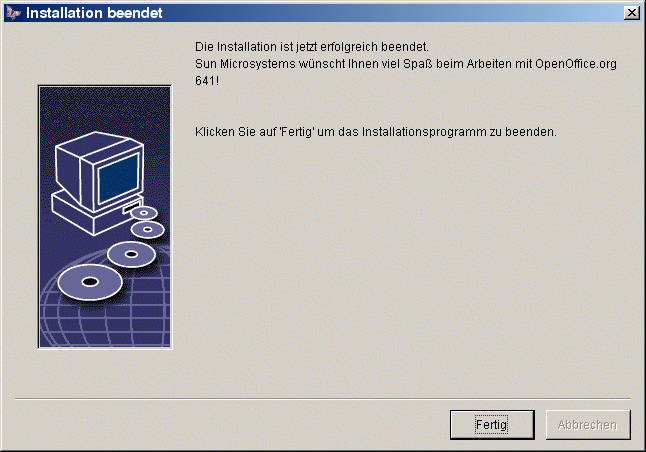 Installation beendet
Die Installation ist jetzt erfolgreich beendet.
Sun Microsystems wünscht Ihnen viel Spaß beim Arbeiten mit OpenOffice.org
641!
Klicken Sie auf 'Fertig' um das Installationsprogramm zu beenden.
Fertig
Abbrechen